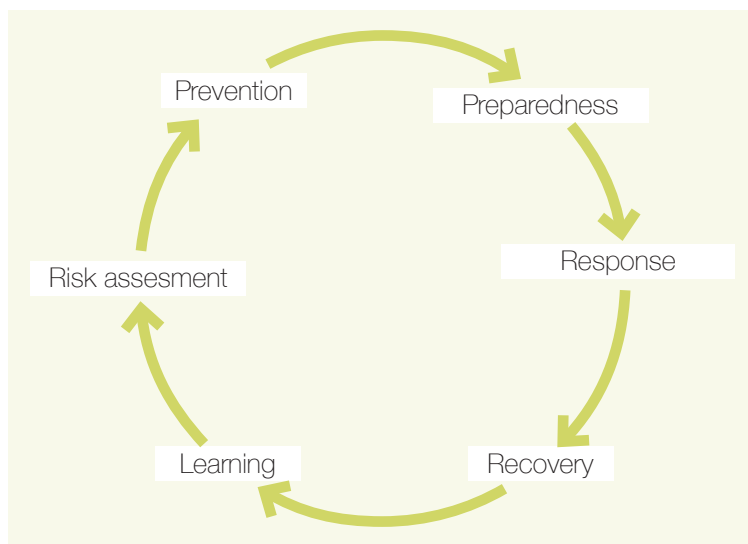 Prevention
Preparedness
Response
Recovery
Learning
Risk assesment